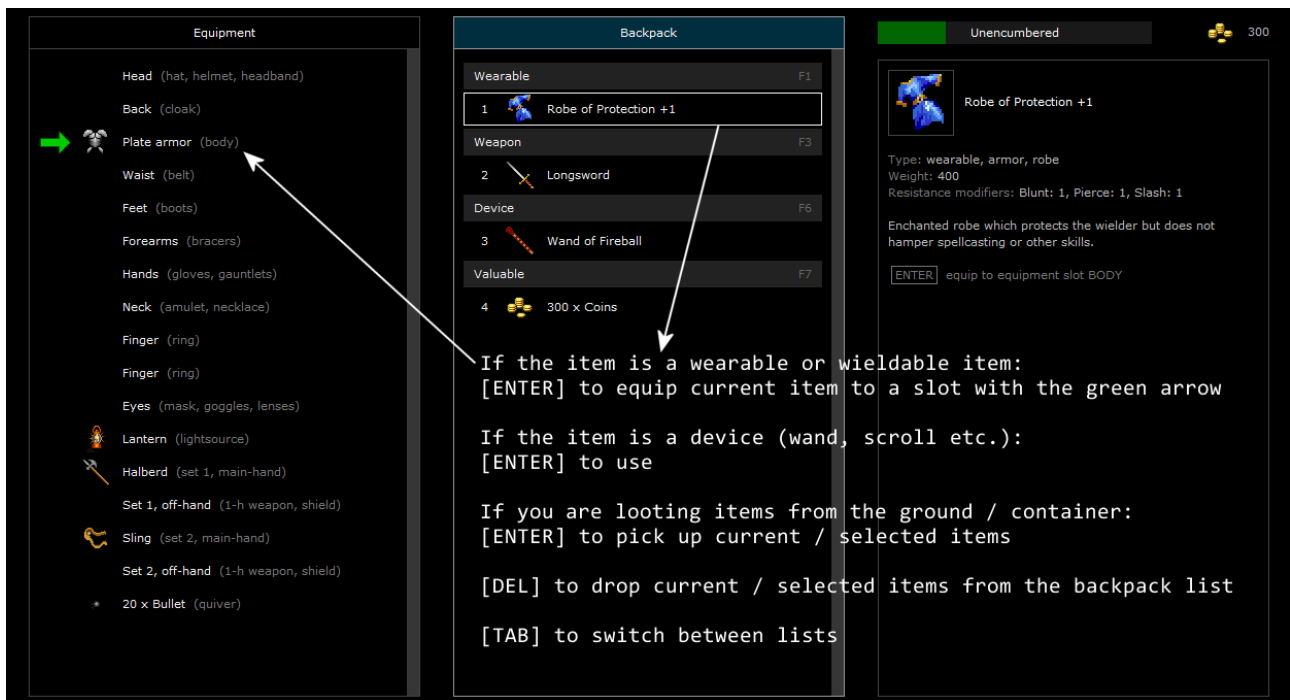 Equipment
Head (hat, helmet, headband)
Back (cloak)
Plate armor (body)
Waist (belt)
Feet (boots)
Forearms (bracers)
Hands (gloves, gauntlets)
Neck (amulet, necklace)
Finger (ring)
Finger (ring)
Eyes (mask, goggles, lenses)
Lantern (lightsource)
Halberd (set 1, main-hand)
Set 1, off-hand (1-h weapon, shield)
Sling (set 2, main-hand)
Set 2, off-hand (1-h weapon, shield)
20 x Bullet (quiver)
Backpack
Wearable F1
1 Robe of Protection +1
Weapon F3
2 Longsword
Device F6
3 Wand of Fireball
Valuable F7
4 300 x Coins
If the item is a wearable or wieldable item:
[ENTER] to equip current item to a slot with the green arrow
If the item is a device (wand, scroll etc.):
[ENTER] to use
If you are looting items from the ground / container:
[ENTER] to pick up current / selected items
[DEL] to drop current / selected items from the backpack list
[TAB] to switch between lists
Unencumbered 300
Robe of Protection +1
Type: wearable, armor, robe
Weight: 400
Resistance modifiers: Blunt: 1, Pierce: 1, Slash: 1
Enchanted robe which protects the wielder but does not
hamper spellcasting or other skills.
ENTER equip to equipment slot BODY